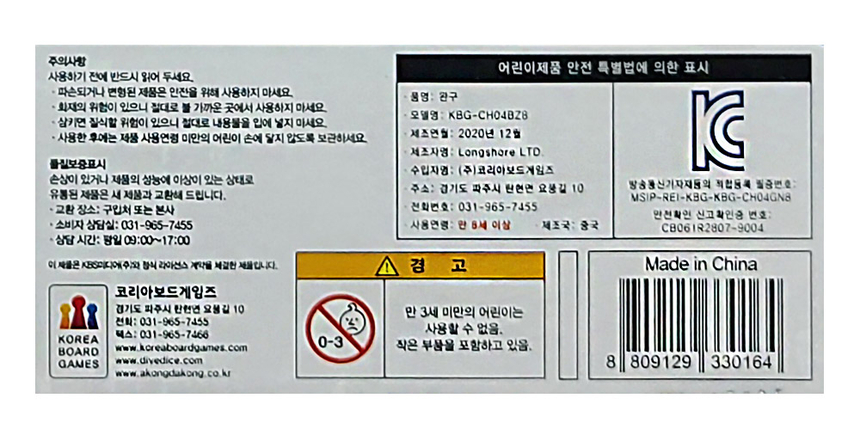 주의사항
사용하기 전에 반드시 읽어 두세요.
· 파손되거나 변형된 제품은 안전을 위해 사용하지 마세요.
· 화재의 위험이 있으니 절대로 불 가까운 곳에서 사용하지 마세요.
· 삼키면 질식할 위험이 있으니 절대로 내용물을 입에 넣지 마세요.
· 사용한 후에는 제품 사용연령 미만의 어린이 손에 닿지 않도록 보관하세요.
품질보증표시
손상이 있거나 제품의 성능에 이상이 있는 상태로
유통된 제품은 새 제품과 교환해 드립니다.
· 교환 장소: 구입처 또는 본사
· 소비자 상담실: 031-965-7455
· 상담 시간: 평일 09:00~17:00
이 제품은 KBS미디어(주)와 정식 라이선스 계약을 체결한 제품입니다.
KOREA
BOARD
GAMES
코리아보드게임즈
경기도 파주시 탄현면 요풍길 10
전화: 031-965-7455
팩스: 031-965-7466
www.koreaboardgames.com
www.divedice.com
www.akongdakong.co.kr
어린이제품 안전 특별법에 의한 표시
· 품명: 완구
· 모델명: KBG-CH04BZ8
· 제조연월: 2020년 12월
· 제조자명: Longshore LTD.
· 수입자명: (주)코리아보드게임즈
· 주소: 경기도 파주시 탄현면 요풍길 10
· 전화번호: 031-965-7455
· 사용연령: 만 8세 이상 · 제조국: 중국
방송통신기자재등의 적합등록 필증번호:
MSIP-REI-KBG-KBG-CH04GN8
안전확인 신고확인증 번호:
CB061R2807-9004
경 고
0-3
만 3세 미만의 어린이는
사용할 수 없음.
작은 부품을 포함하고 있음.
Made in China
8 809129 330164